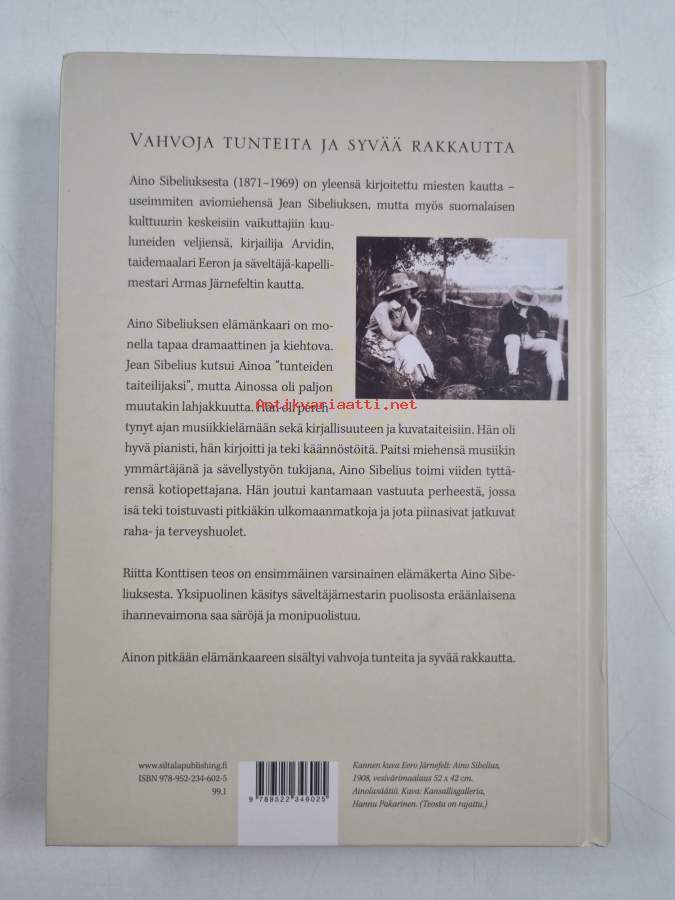 VAHVOJA TUNTEITA JA SYVÄÄ RAKKAUTTA
Aino Sibeliuksesta (1871–1969) on yleensä kirjoitettu miesten kautta –
useimmiten aviomiehensä Jean Sibeliuksen, mutta myös suomalaisen
kulttuurin keskeisiin vaikuttajiin kuu-
luneiden veljiensä, kirjailija Arvidin,
taidemaalari Eeron ja säveltäjä-kapelli-
mestari Armas Järnefeltin kautta.
Aino Sibeliuksen elämänkaari on mo-
nella tapaa dramaattinen ja kiehtova.
Jean Sibelius kutsui Ainoa "tunteiden
taiteilijaksi", mutta Ainossa oli paljon
muutakin lahjakkuutta. Hän oli pereh-
Antikvariaatti.net
tynyt ajan musiikkielämään sekä kirjallisuuteen ja kuvataiteisiin. Hän oli
hyvä pianisti, hän kirjoitti ja teki käännöstöitä. Paitsi miehensä musiikin
ymmärtäjänä ja sävellystyön tukijana, Aino Sibelius toimi viiden tyttä-
rensä kotiopettajana. Hän joutui kantamaan vastuuta perheestä, jossa
isä teki toistuvasti pitkiäkin ulkomaanmatkoja ja jota piinasivat jatkuvat
raha- ja terveyshuolet.
Riitta Konttisen teos on ensimmäinen varsinainen elämäkerta Aino Sibe-
liuksesta. Yksipuolinen käsitys säveltäjämestarin puolisosta eräänlaisena
ihannevaimona saa säröjä ja monipuolistuu.
Ainon pitkään elämänkaareen sisältyi vahvoja tunteita ja syvää rakkautta.
www.siltalapublishing.fi
ISBN 978-952-234-602-5
99.1
9 789522 346025
Kannen kuva Eero Järnefelt: Aino Sibelius,
1908, vesivärimaalaus 52 x 42 cm.
Ainolasäätiö. Kuva: Kansallisgalleria,
Hannu Pakarinen. (Teosta on rajattu.)